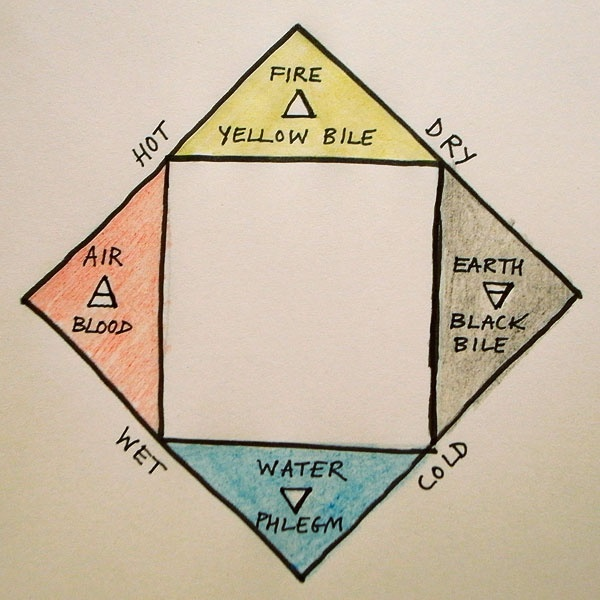 FIRE
YELLOW BILE
HOT
DRY
AIR
BLOOD
EARTH
BLACK
BILE
WET
COLD
WATER
PHLEGM